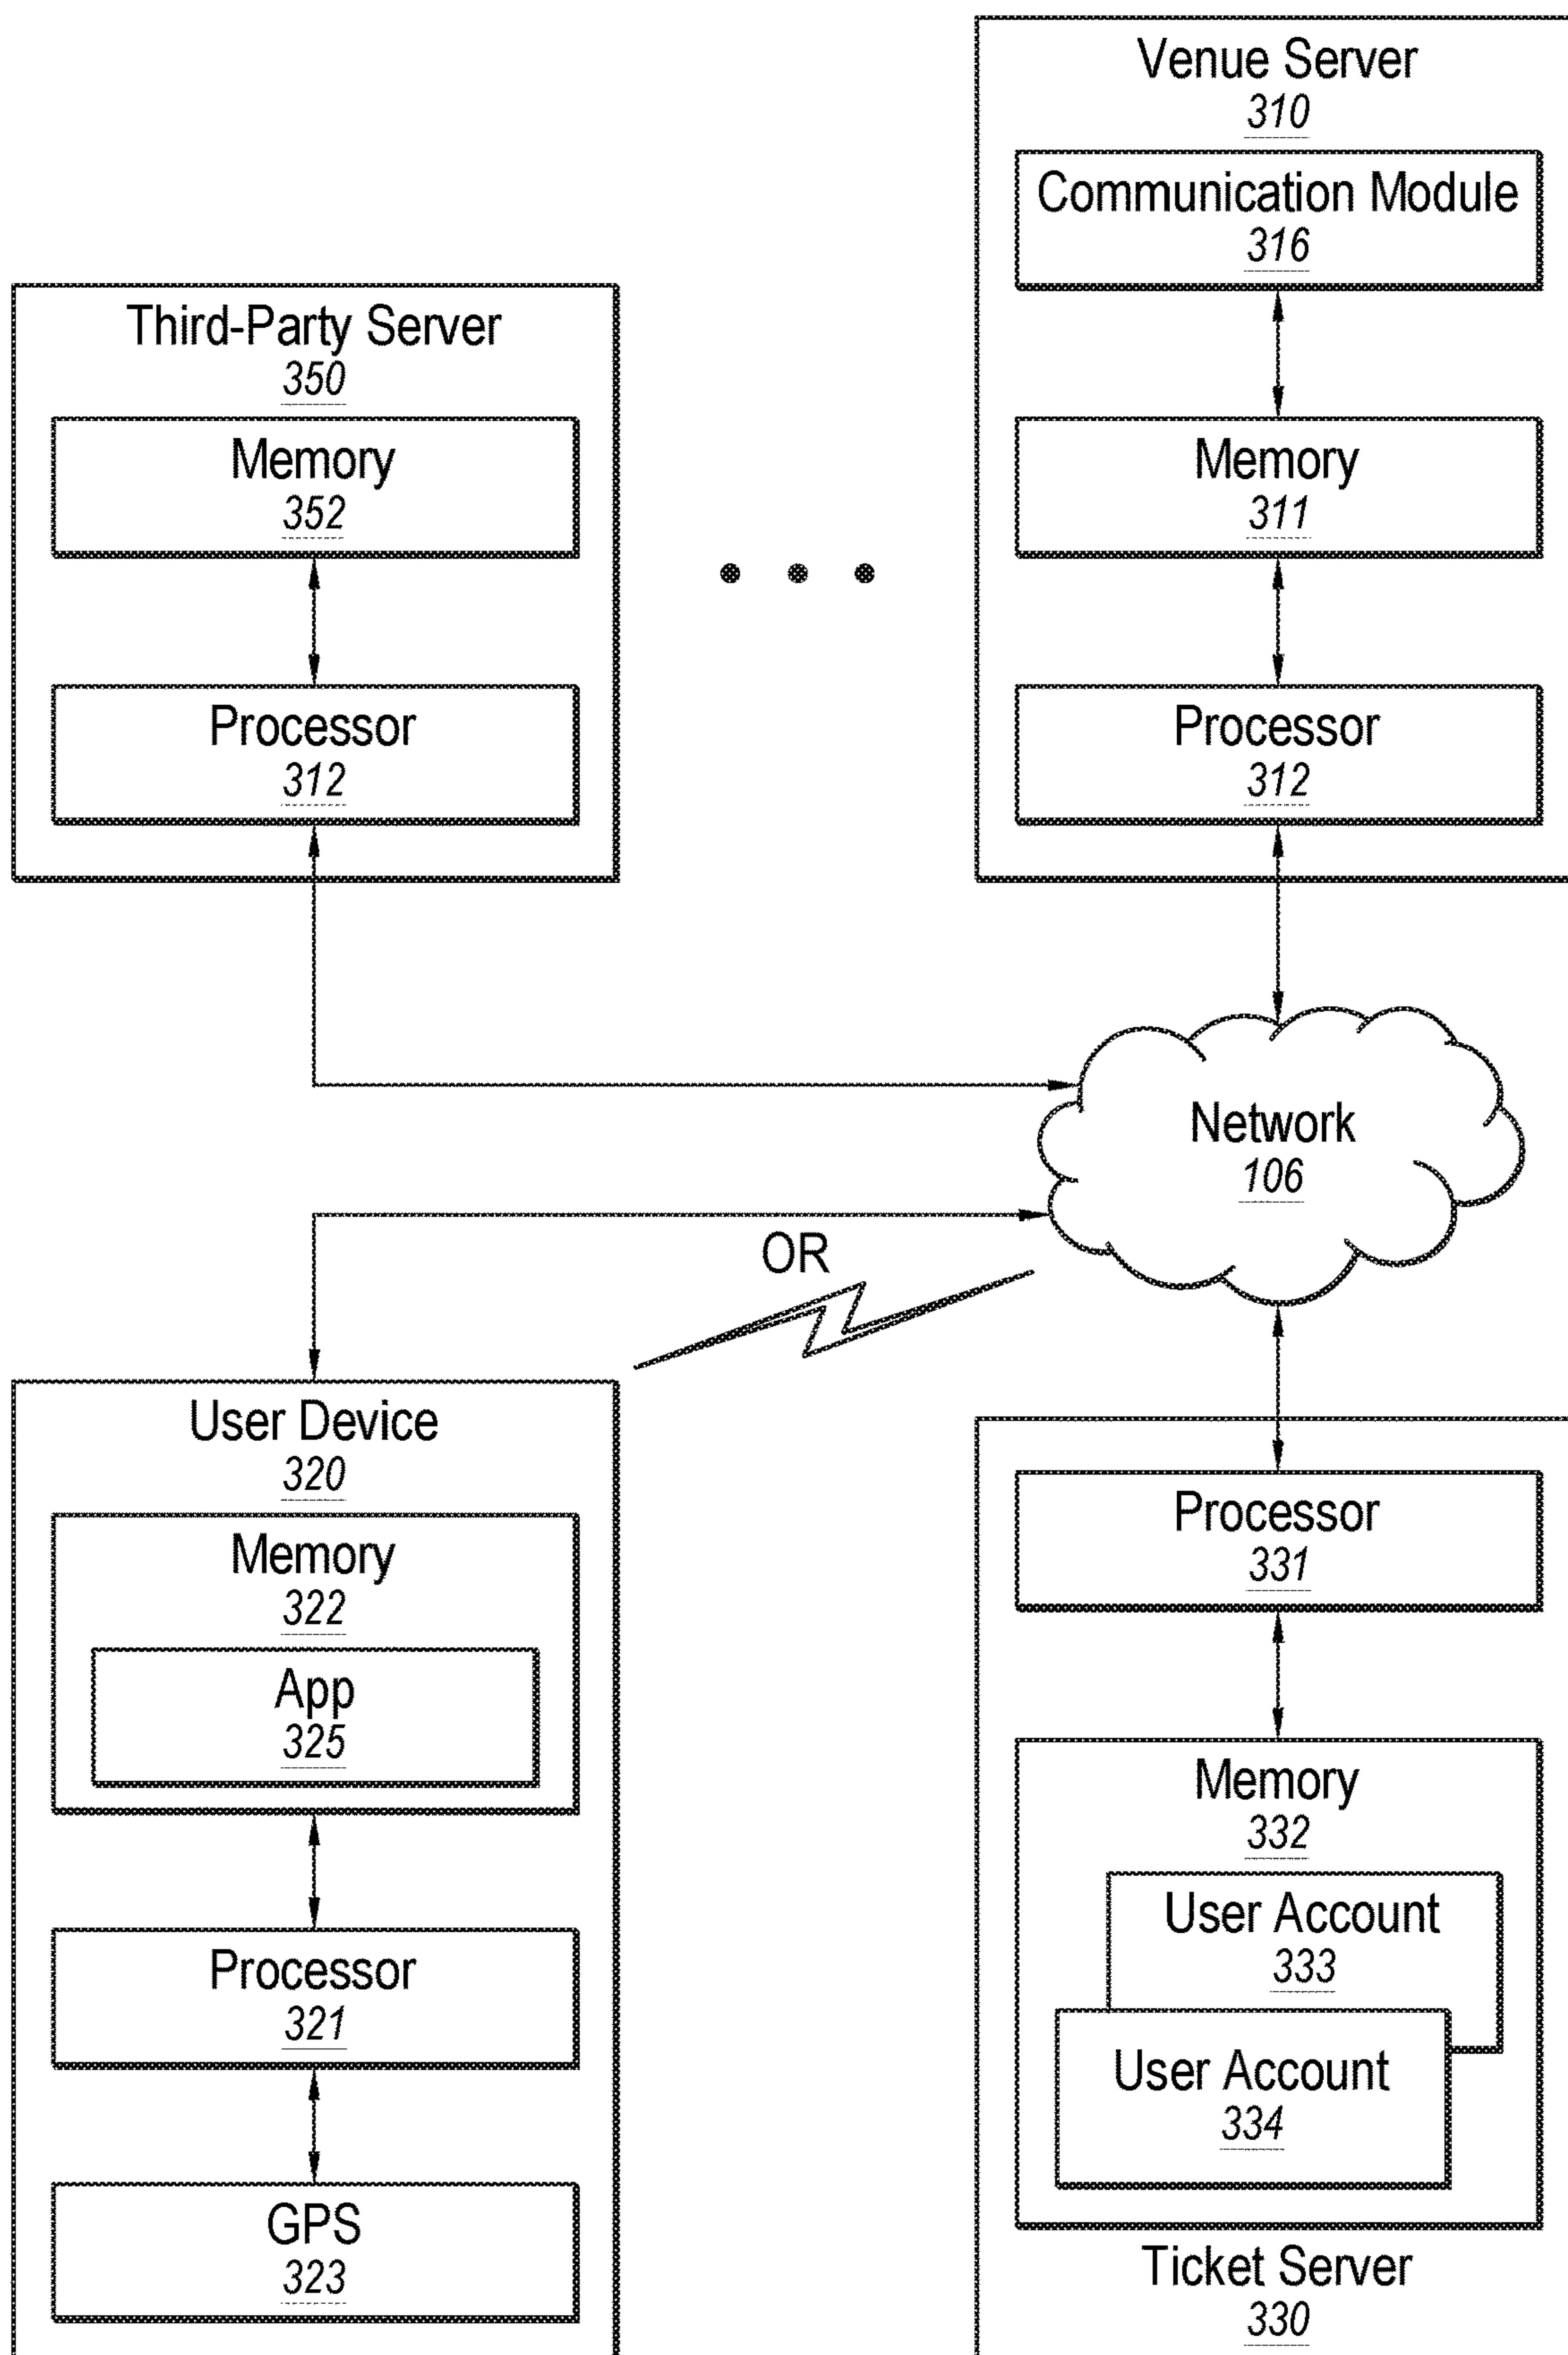 Venue Server
310
Communication Module
316
Memory
311
Processor
312
Third-Party Server
350
Memory
352
Processor
312
Network
106
OR
User Device
320
Memory
322
App
325
Processor
321
GPS
323
Processor
331
Memory
332
User Account
333
User Account
334
Ticket Server
330